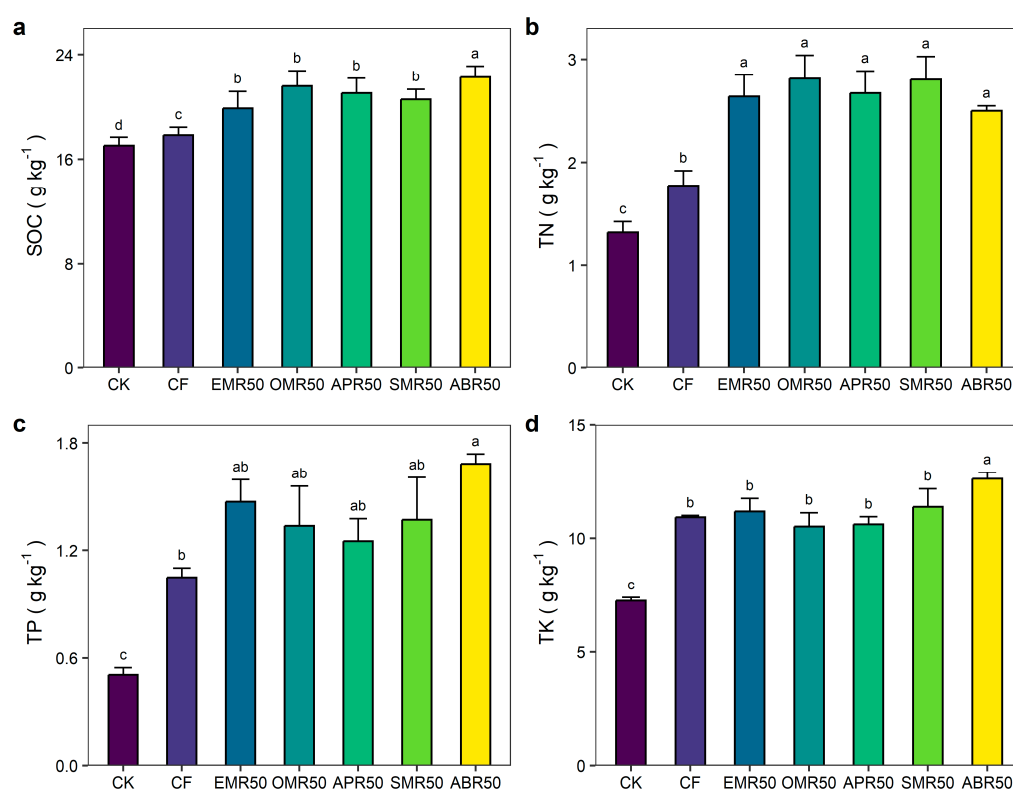 a
SOC ( g kg⁻¹ )
24
16
8
0
d
c
b
b
b
b
a
CK CF EMR50 OMR50 APR50 SMR50 ABR50
b
TN ( g kg⁻¹ )
3
2
1
0
c
b
a
a
a
a
a
CK CF EMR50 OMR50 APR50 SMR50 ABR50
c
TP ( g kg⁻¹ )
1.8
1.2
0.6
0.0
c
b
ab
ab
ab
ab
a
CK CF EMR50 OMR50 APR50 SMR50 ABR50
d
TK ( g kg⁻¹ )
15
10
5
0
c
b
b
b
b
b
a
CK CF EMR50 OMR50 APR50 SMR50 ABR50